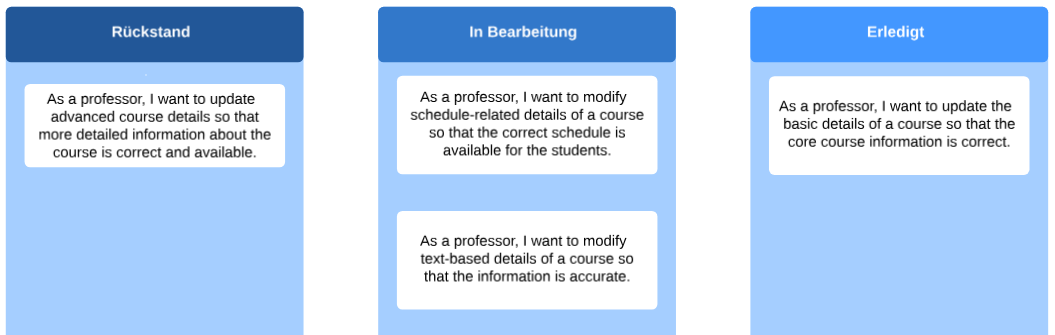 Rückstand
As a professor, I want to update
advanced course details so that
more detailed information about the
course is correct and available.
In Bearbeitung
As a professor, I want to modify
schedule-related details of a course
so that the correct schedule is
available for the students.
As a professor, I want to modify
text-based details of a course so
that the information is accurate.
Erledigt
As a professor, I want to update the
basic details of a course so that the
core course information is correct.